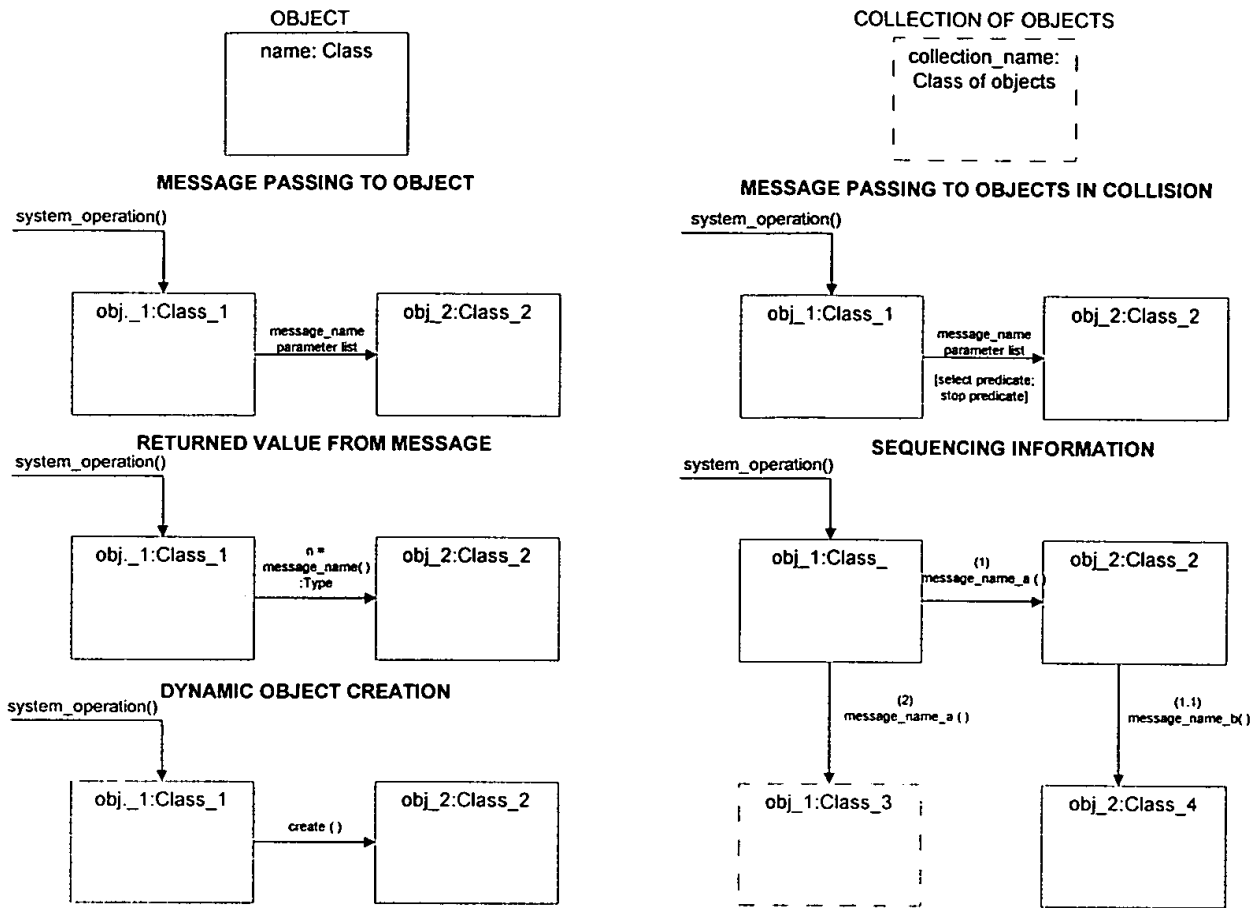 OBJECT
name: Class
COLLECTION OF OBJECTS
collection_name:
Class of objects
MESSAGE PASSING TO OBJECT
system_operation()
obj._1:Class_1
message_name
parameter list
obj_2:Class_2
MESSAGE PASSING TO OBJECTS IN COLLISION
system_operation()
obj_1:Class_1
message_name
parameter list
[select predicate;
stop predicate]
obj_2:Class_2
RETURNED VALUE FROM MESSAGE
system_operation()
obj._1:Class_1
n =
message_name( )
:Type
obj_2:Class_2
SEQUENCING INFORMATION
system_operation()
obj_1:Class_
(1)
message_name_a ( )
obj_2:Class_2
(2)
message_name_a ( )
(1.1)
message_name_b( )
obj_1:Class_3
obj_2:Class_4
DYNAMIC OBJECT CREATION
system_operation()
obj._1:Class_1
create ( )
obj_2:Class_2